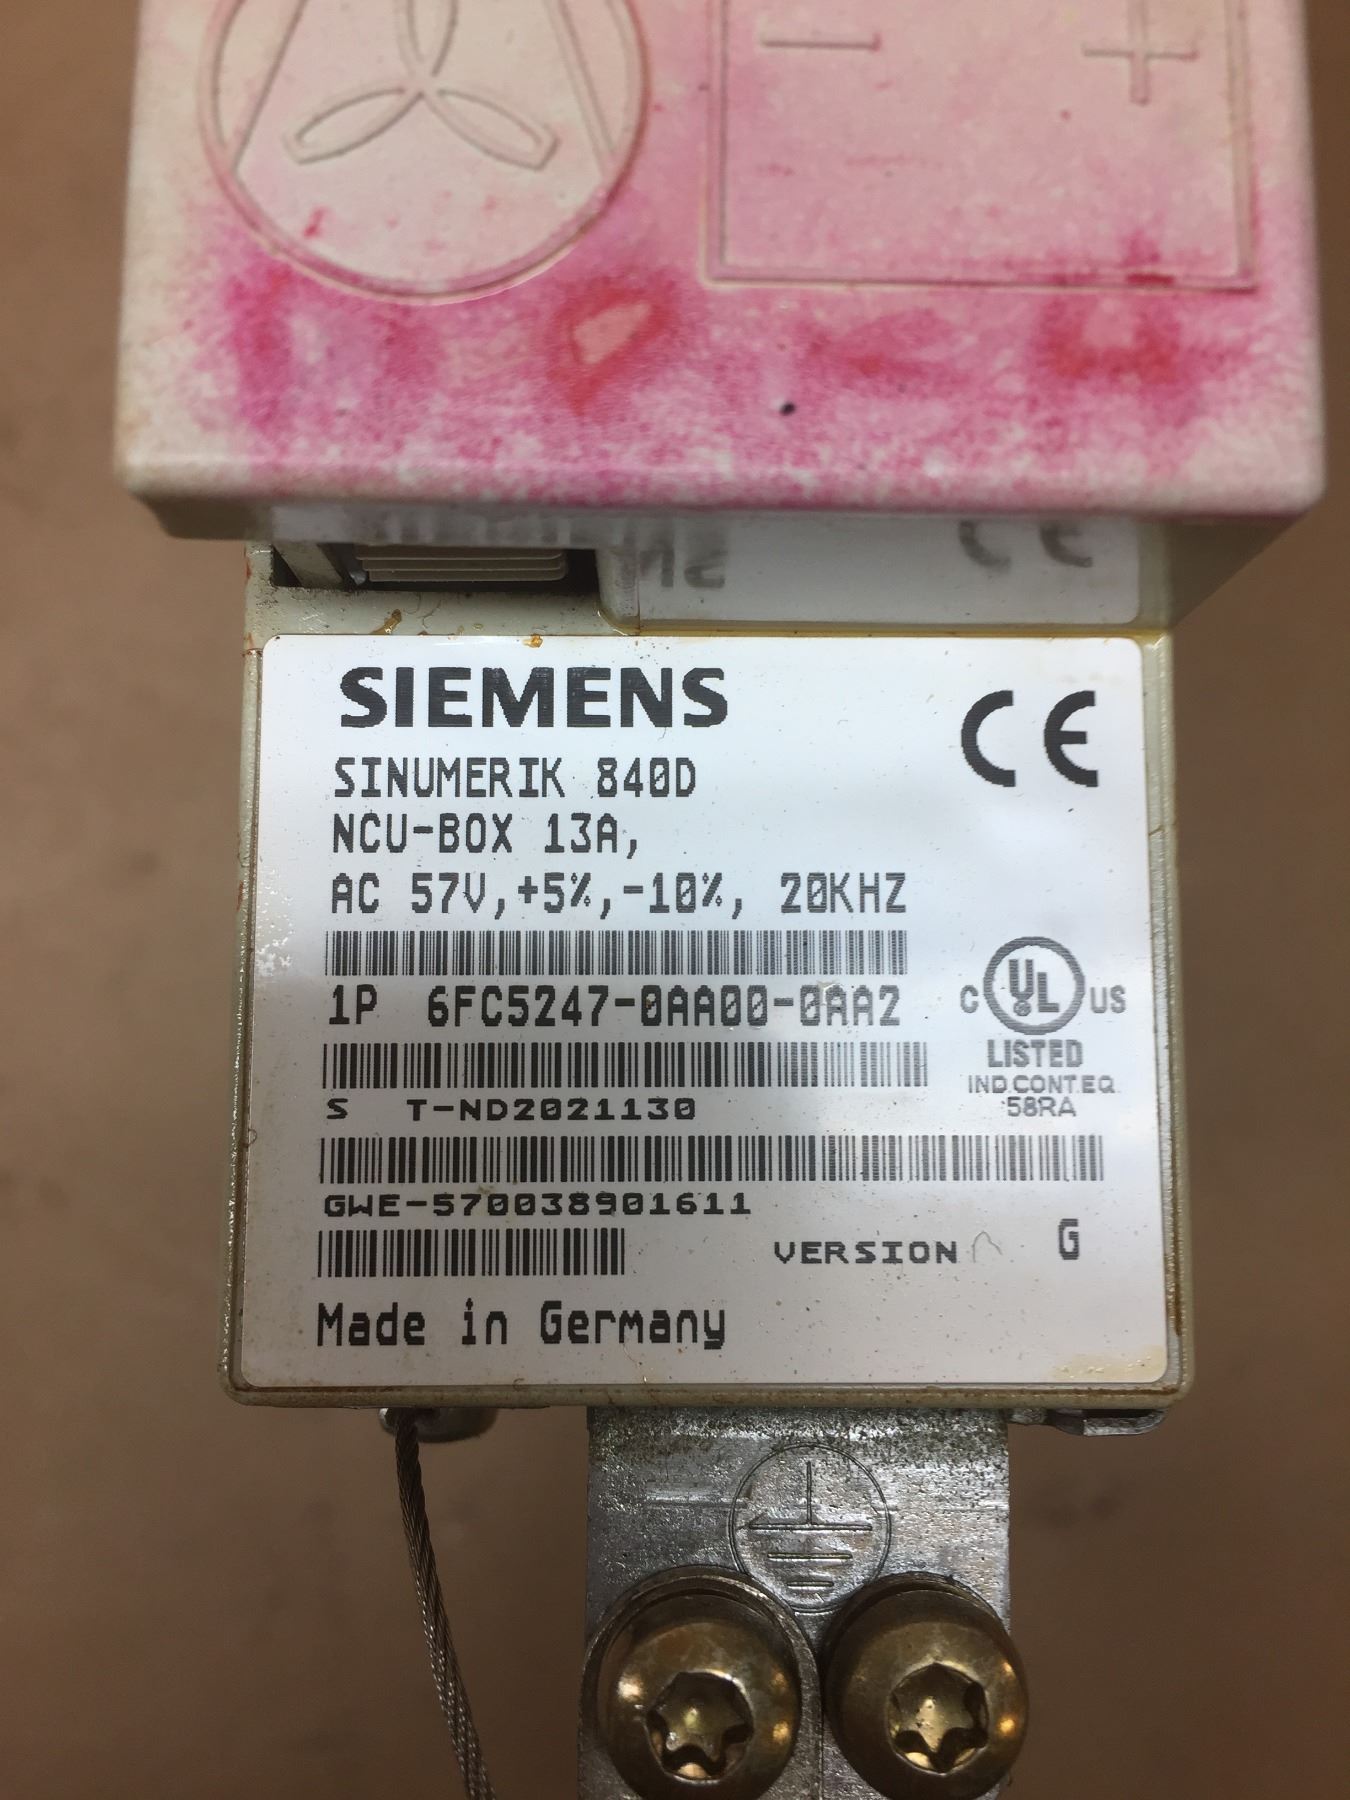 SIEMENS
CE
SINUMERIK 840D
NCU-BOX 13A,
AC 57V,+5%,-10%, 20KHZ
1P 6FC5247-0AA00-0AA2
C UL US
LISTED
IND.CONT.EQ.
58RA
S T-ND2021130
GWE-570038901611
VERSION G
Made in Germany